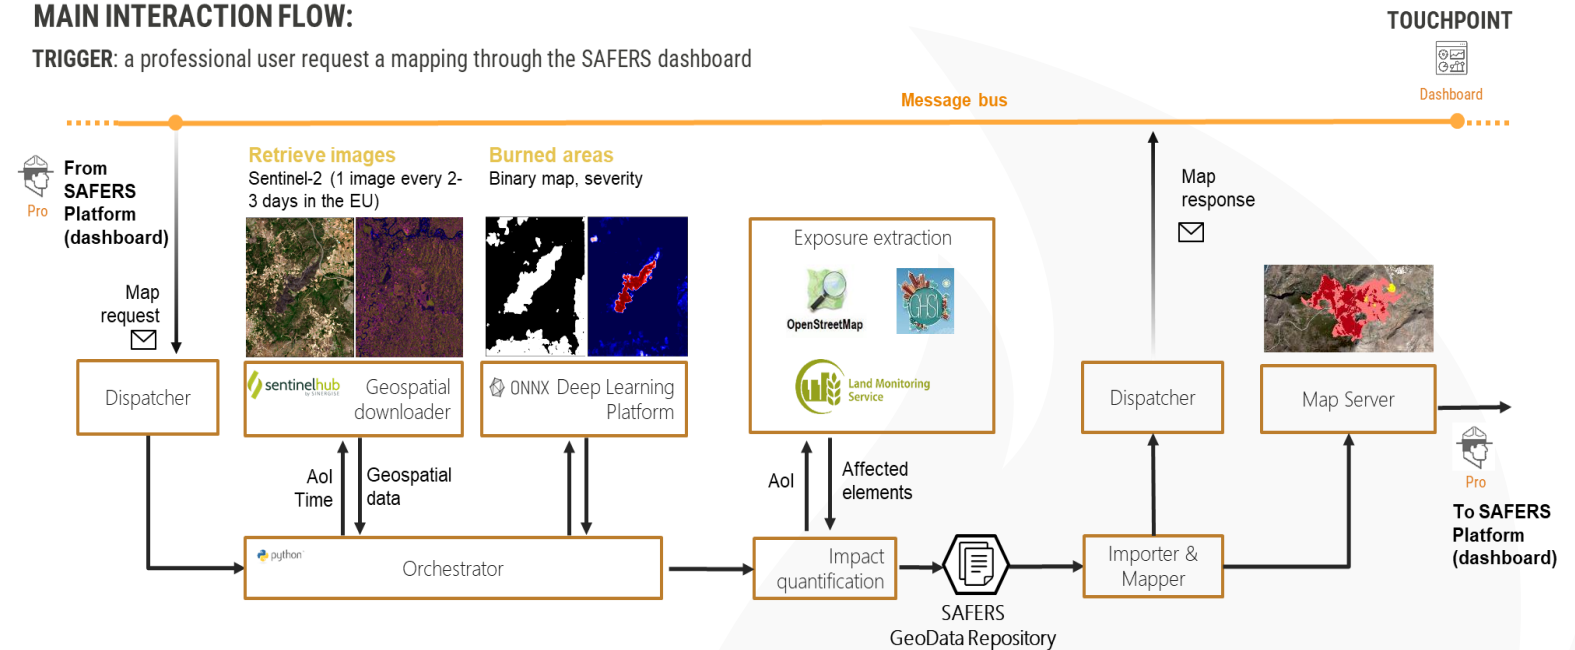 MAIN INTERACTION FLOW:
TRIGGER: a professional user request a mapping through the SAFERS dashboard
TOUCHPOINT
Dashboard
Message bus
Pro
From
SAFERS
Platform
(dashboard)
Map
request
Dispatcher
Retrieve images
Sentinel-2 (1 image every 2-
3 days in the EU)
sentinelhub
by SINERGISE
Geospatial
downloader
Burned areas
Binary map, severity
ONNX Deep Learning
Platform
AoI
Time
Geospatial
data
python
Orchestrator
Exposure extraction
OpenStreetMap
GHSL
Land Monitoring
Service
AoI
Affected
elements
Impact
quantification
SAFERS
GeoData Repository
Map
response
Dispatcher
Importer &
Mapper
Map Server
Pro
To SAFERS
Platform
(dashboard)